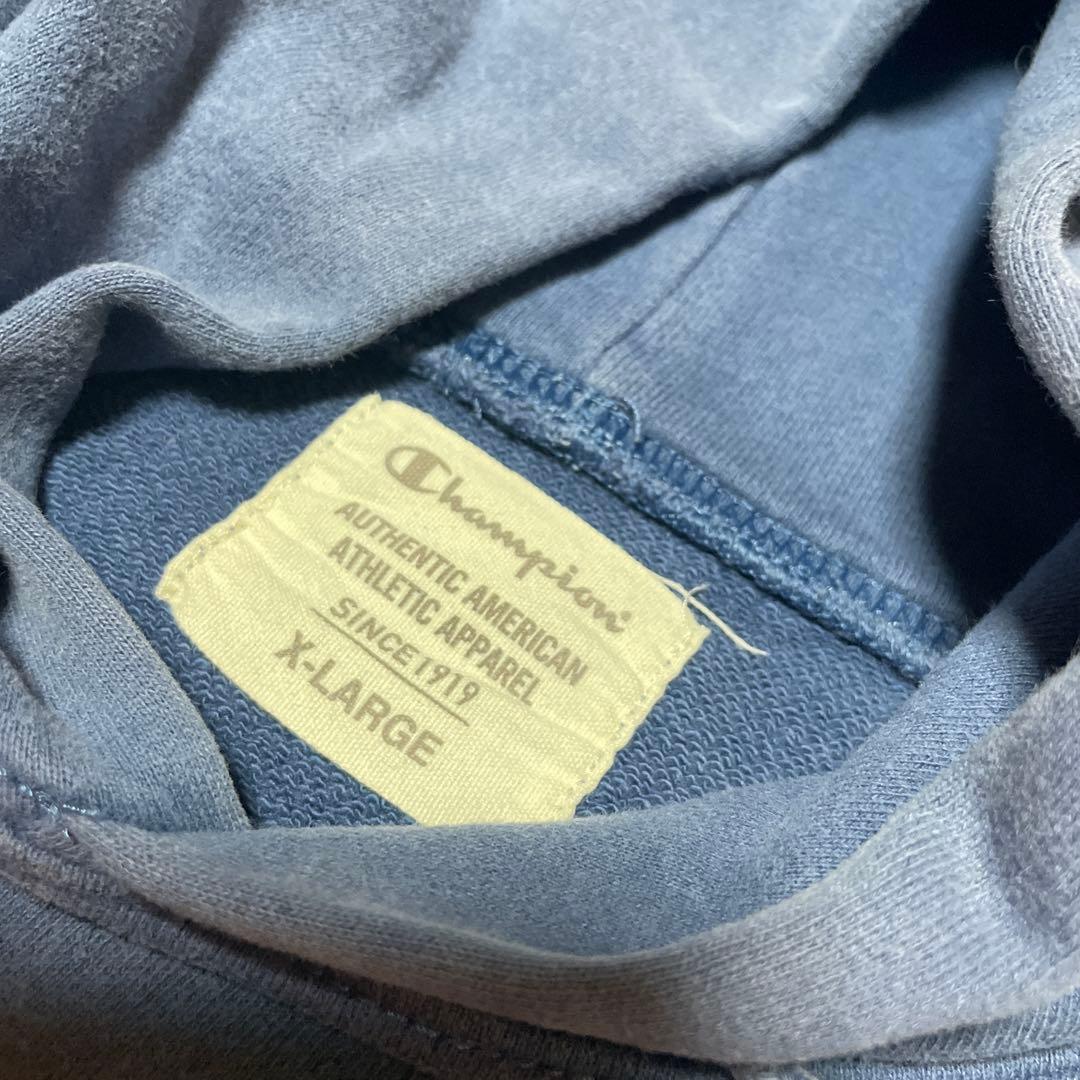 Champion
AUTHENTIC AMERICAN
ATHLETIC APPAREL
SINCE 1919
X-LARGE